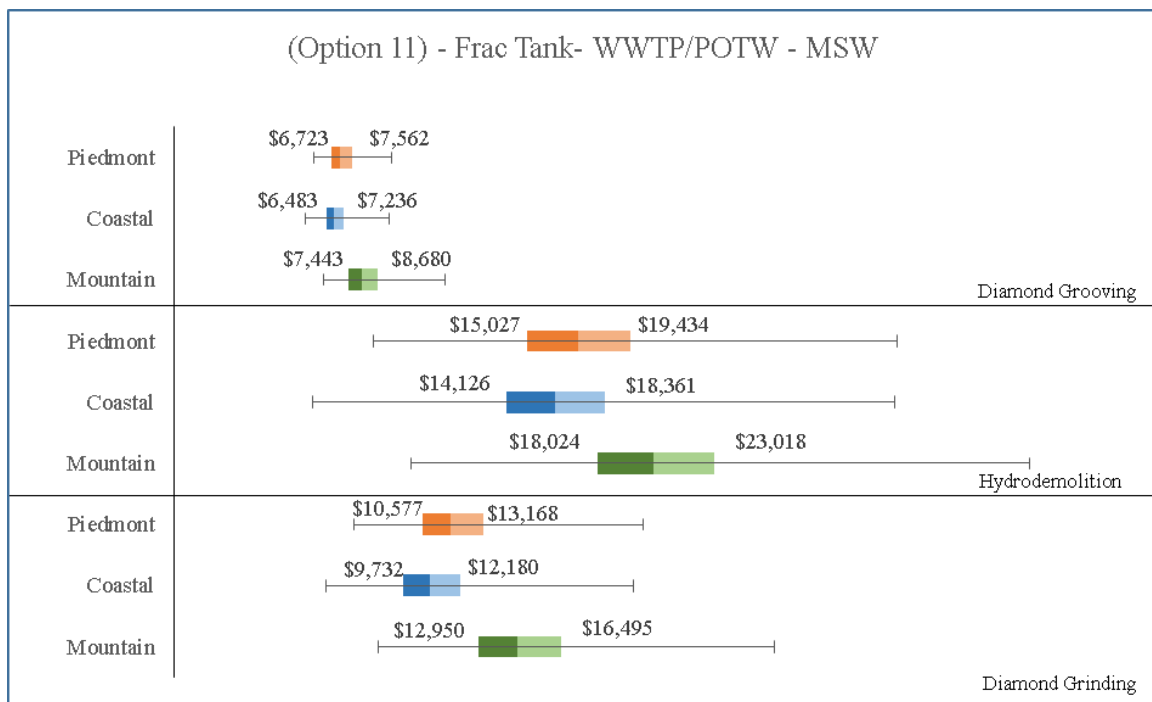 (Option 11) - Frac Tank- WWTP/POTW - MSW
$6,723 $7,562
Piedmont
$6,483 $7,236
Coastal
$7,443 $8,680
Mountain
Diamond Grooving
$15,027 $19,434
Piedmont
$14,126 $18,361
Coastal
$18,024 $23,018
Mountain
Hydrodemolition
$10,577 $13,168
Piedmont
$9,732 $12,180
Coastal
$12,950 $16,495
Mountain
Diamond Grinding